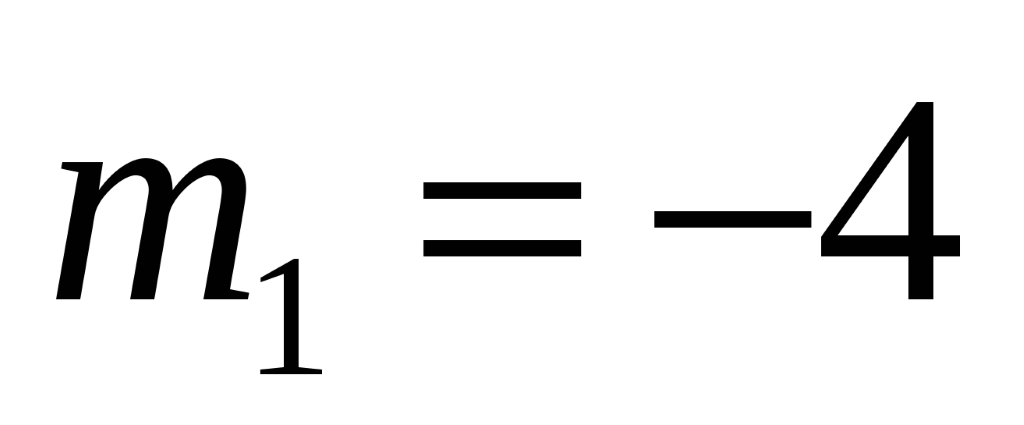 m₁ = −4